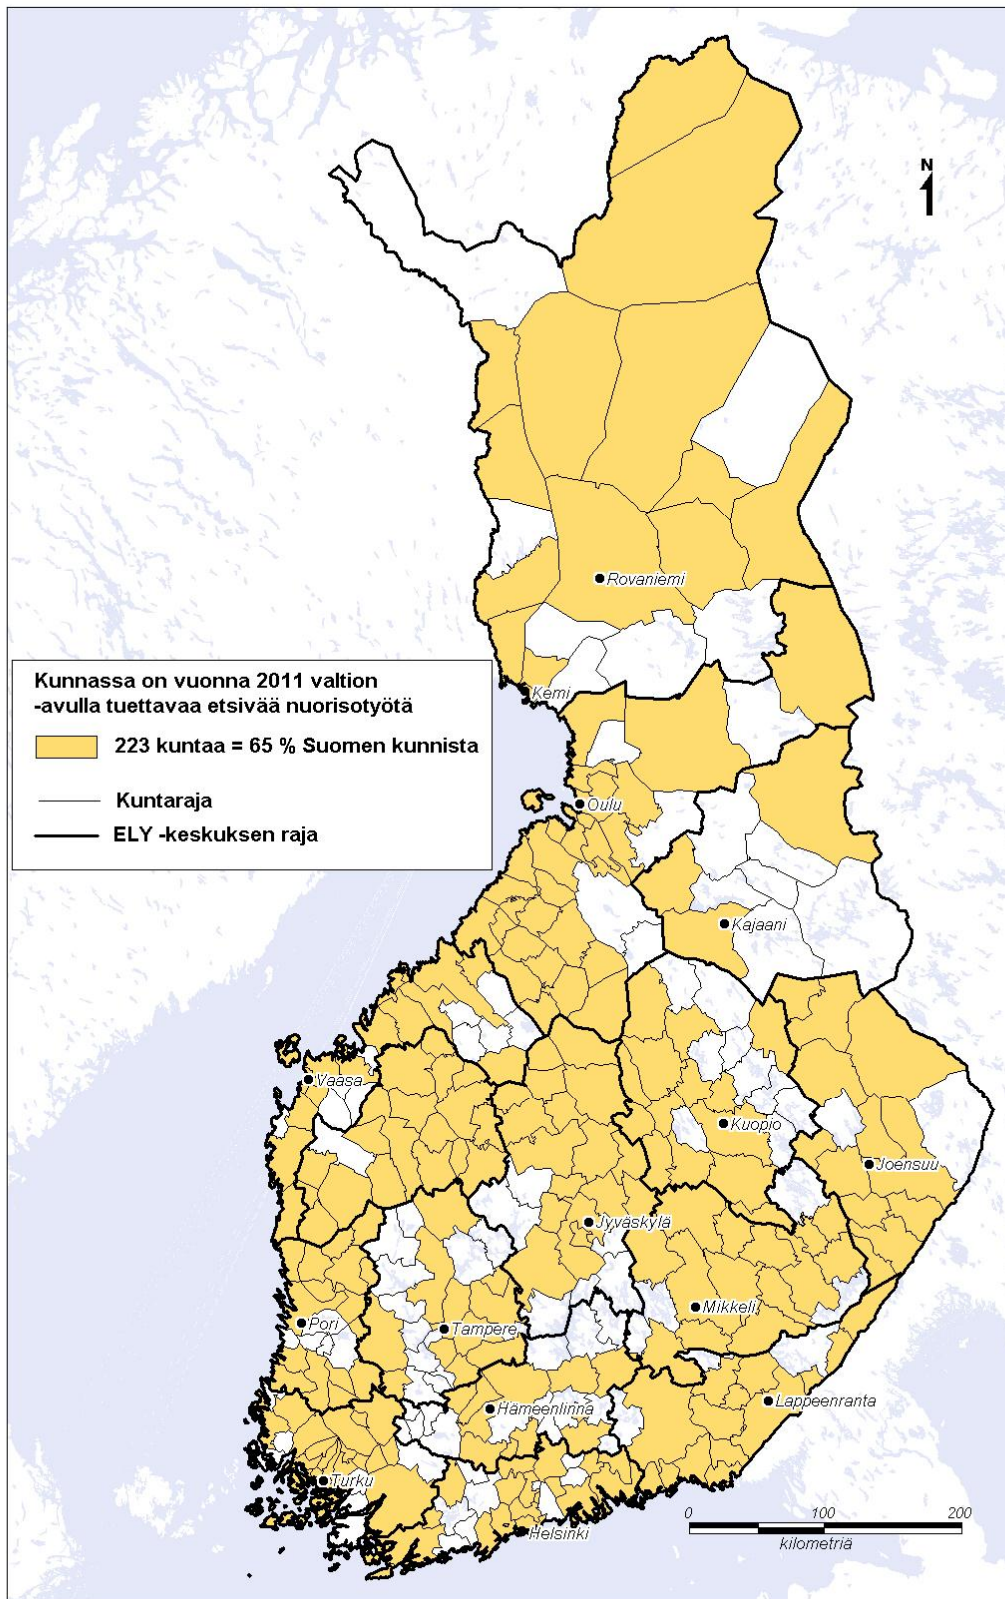 N
Rovaniemi
Kunnassa on vuonna 2011 valtion
-avulla tuettavaa etsivää nuorisotyötä
223 kuntaa = 65 % Suomen kunnista
Kuntaraja
ELY -keskuksen raja
Kemi
Oulu
Kajaani
Vaasa
Kuopio
Joensuu
Jyväskylä
Mikkeli
Pori
Tampere
Hämeenlinna
Lappeenranta
Turku
Helsinki
0 100 200
kilometriä